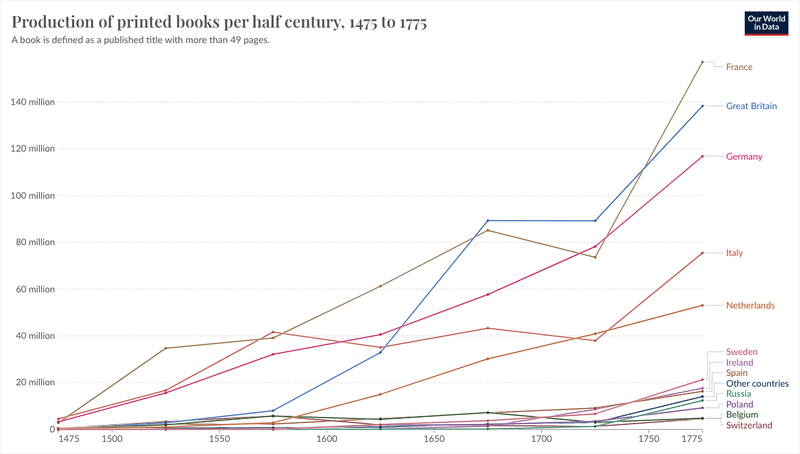 Production of printed books per half century, 1475 to 1775
A book is defined as a published title with more than 49 pages.
Our World
in Data
140 million
120 million
100 million
80 million
60 million
40 million
20 million
0
1475
1500
1550
1600
1650
1700
1750
1775
France
Great Britain
Germany
Italy
Netherlands
Sweden
Ireland
Spain
Other countries
Russia
Poland
Belgium
Switzerland